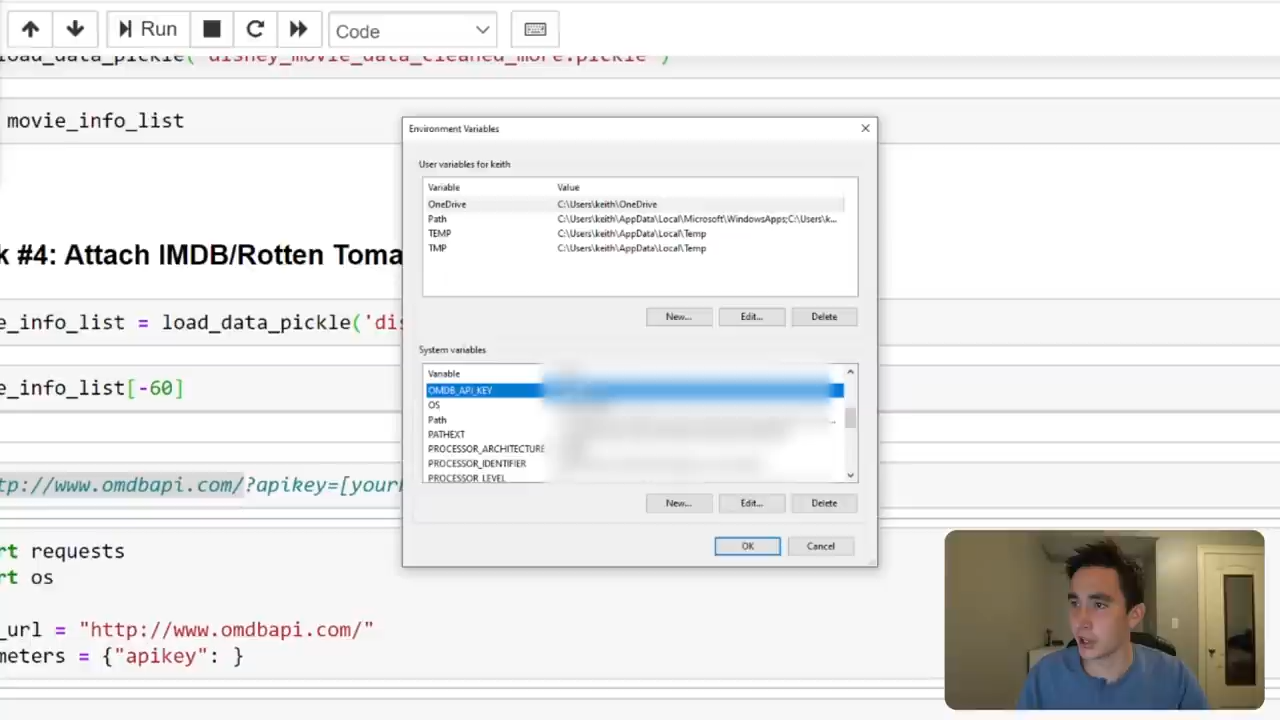 Run
Code
load_data_pickle('disney_movie_data_cleaned_more.pickle')
movie_info_list
k #4: Attach IMDB/Rotten Toma
e_info_list = load_data_pickle('dis
e_info_list[-60]
tp://www.omdbapi.com/?apikey=[your
rt requests
rt os
_url = "http://www.omdbapi.com/"
meters = {"apikey": }
Environment Variables
User variables for keith
Variable Value
OneDrive C:\Users\keith\OneDrive
Path C:\Users\keith\AppData\Local\Microsoft\WindowsApps;C:\Users\k...
TEMP C:\Users\keith\AppData\Local\Temp
TMP C:\Users\keith\AppData\Local\Temp
New... Edit... Delete
System variables
Variable
OMDB_API_KEY
OS
Path ...
PATHEXT
PROCESSOR_ARCHITECTURE
PROCESSOR_IDENTIFIER
PROCESSOR_LEVEL
New... Edit... Delete
OK Cancel